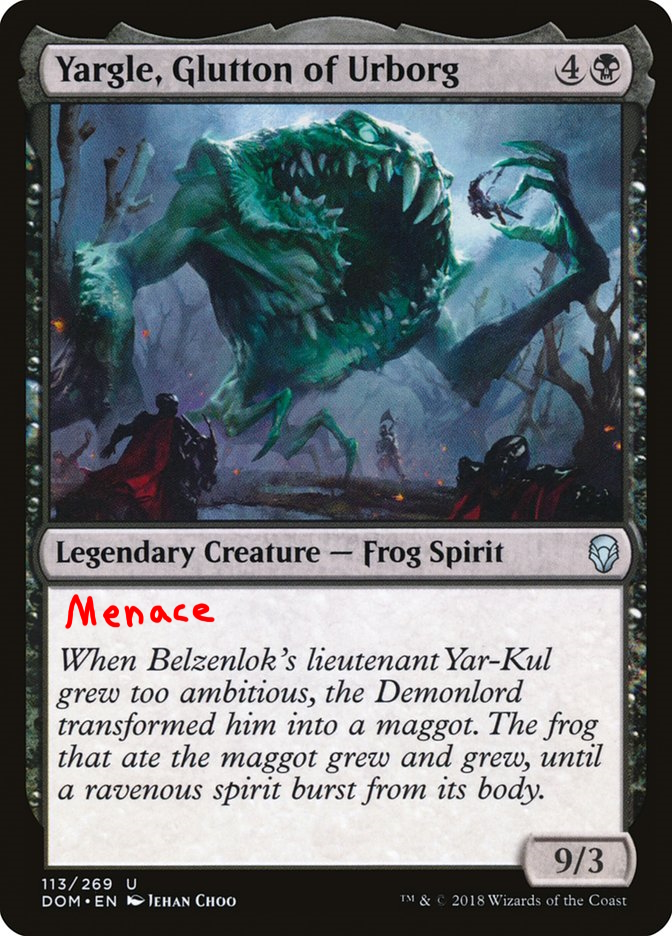 Yargle, Glutton of Urborg 4
Legendary Creature — Frog Spirit
Menace
When Belzenlok's lieutenant Yar-Kul
grew too ambitious, the Demonlord
transformed him into a maggot. The frog
that ate the maggot grew and grew, until
a ravenous spirit burst from its body.
9/3
113/269 U
DOM • EN Jehan Choo
™ & © 2018 Wizards of the Coast